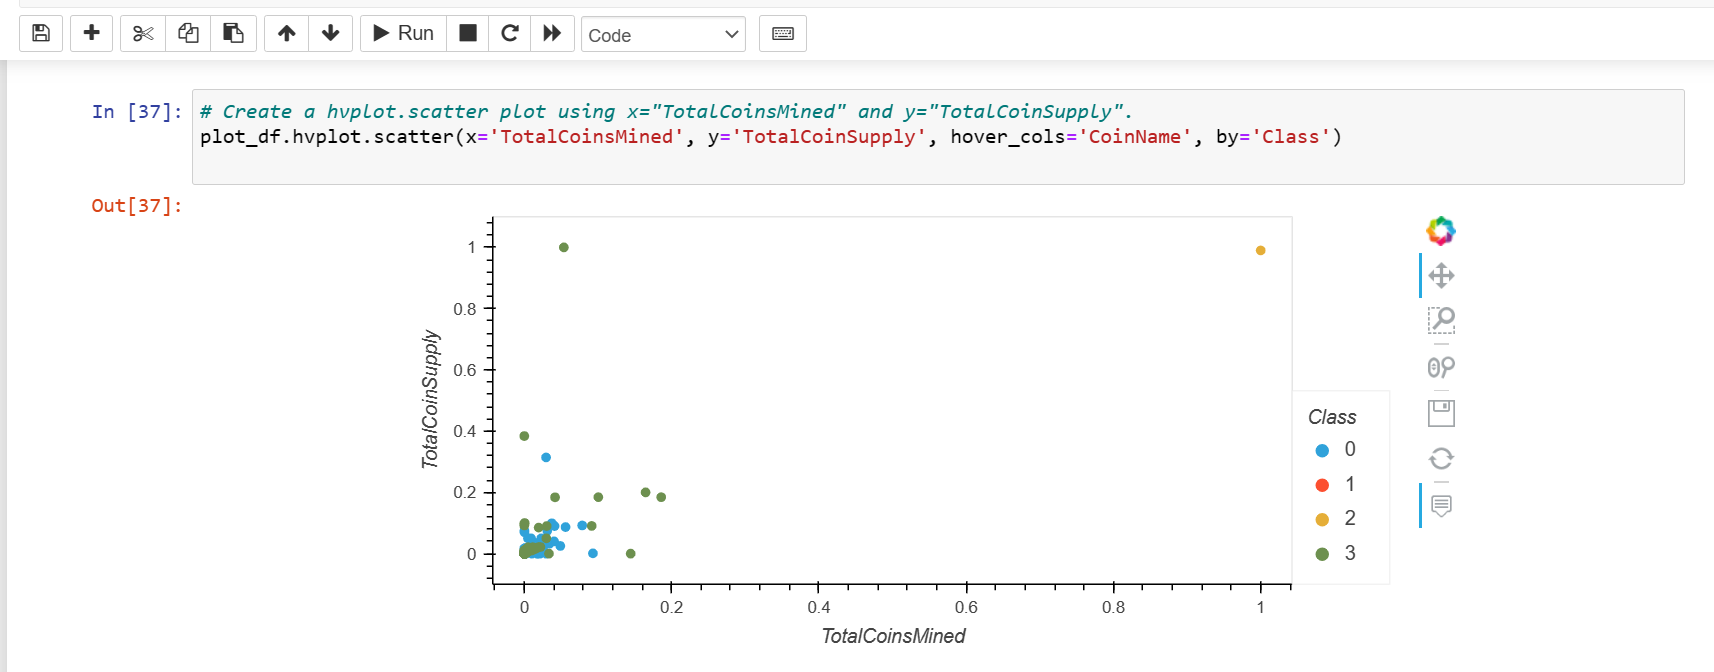 Run
Code
In [37]:
# Create a hvplot.scatter plot using x="TotalCoinsMined" and y="TotalCoinSupply".
plot_df.hvplot.scatter(x='TotalCoinsMined', y='TotalCoinSupply', hover_cols='CoinName', by='Class')
Out[37]:
1
0.8
0.6
0.4
0.2
0
TotalCoinSupply
0 0.2 0.4 0.6 0.8 1
TotalCoinsMined
Class
0
1
2
3